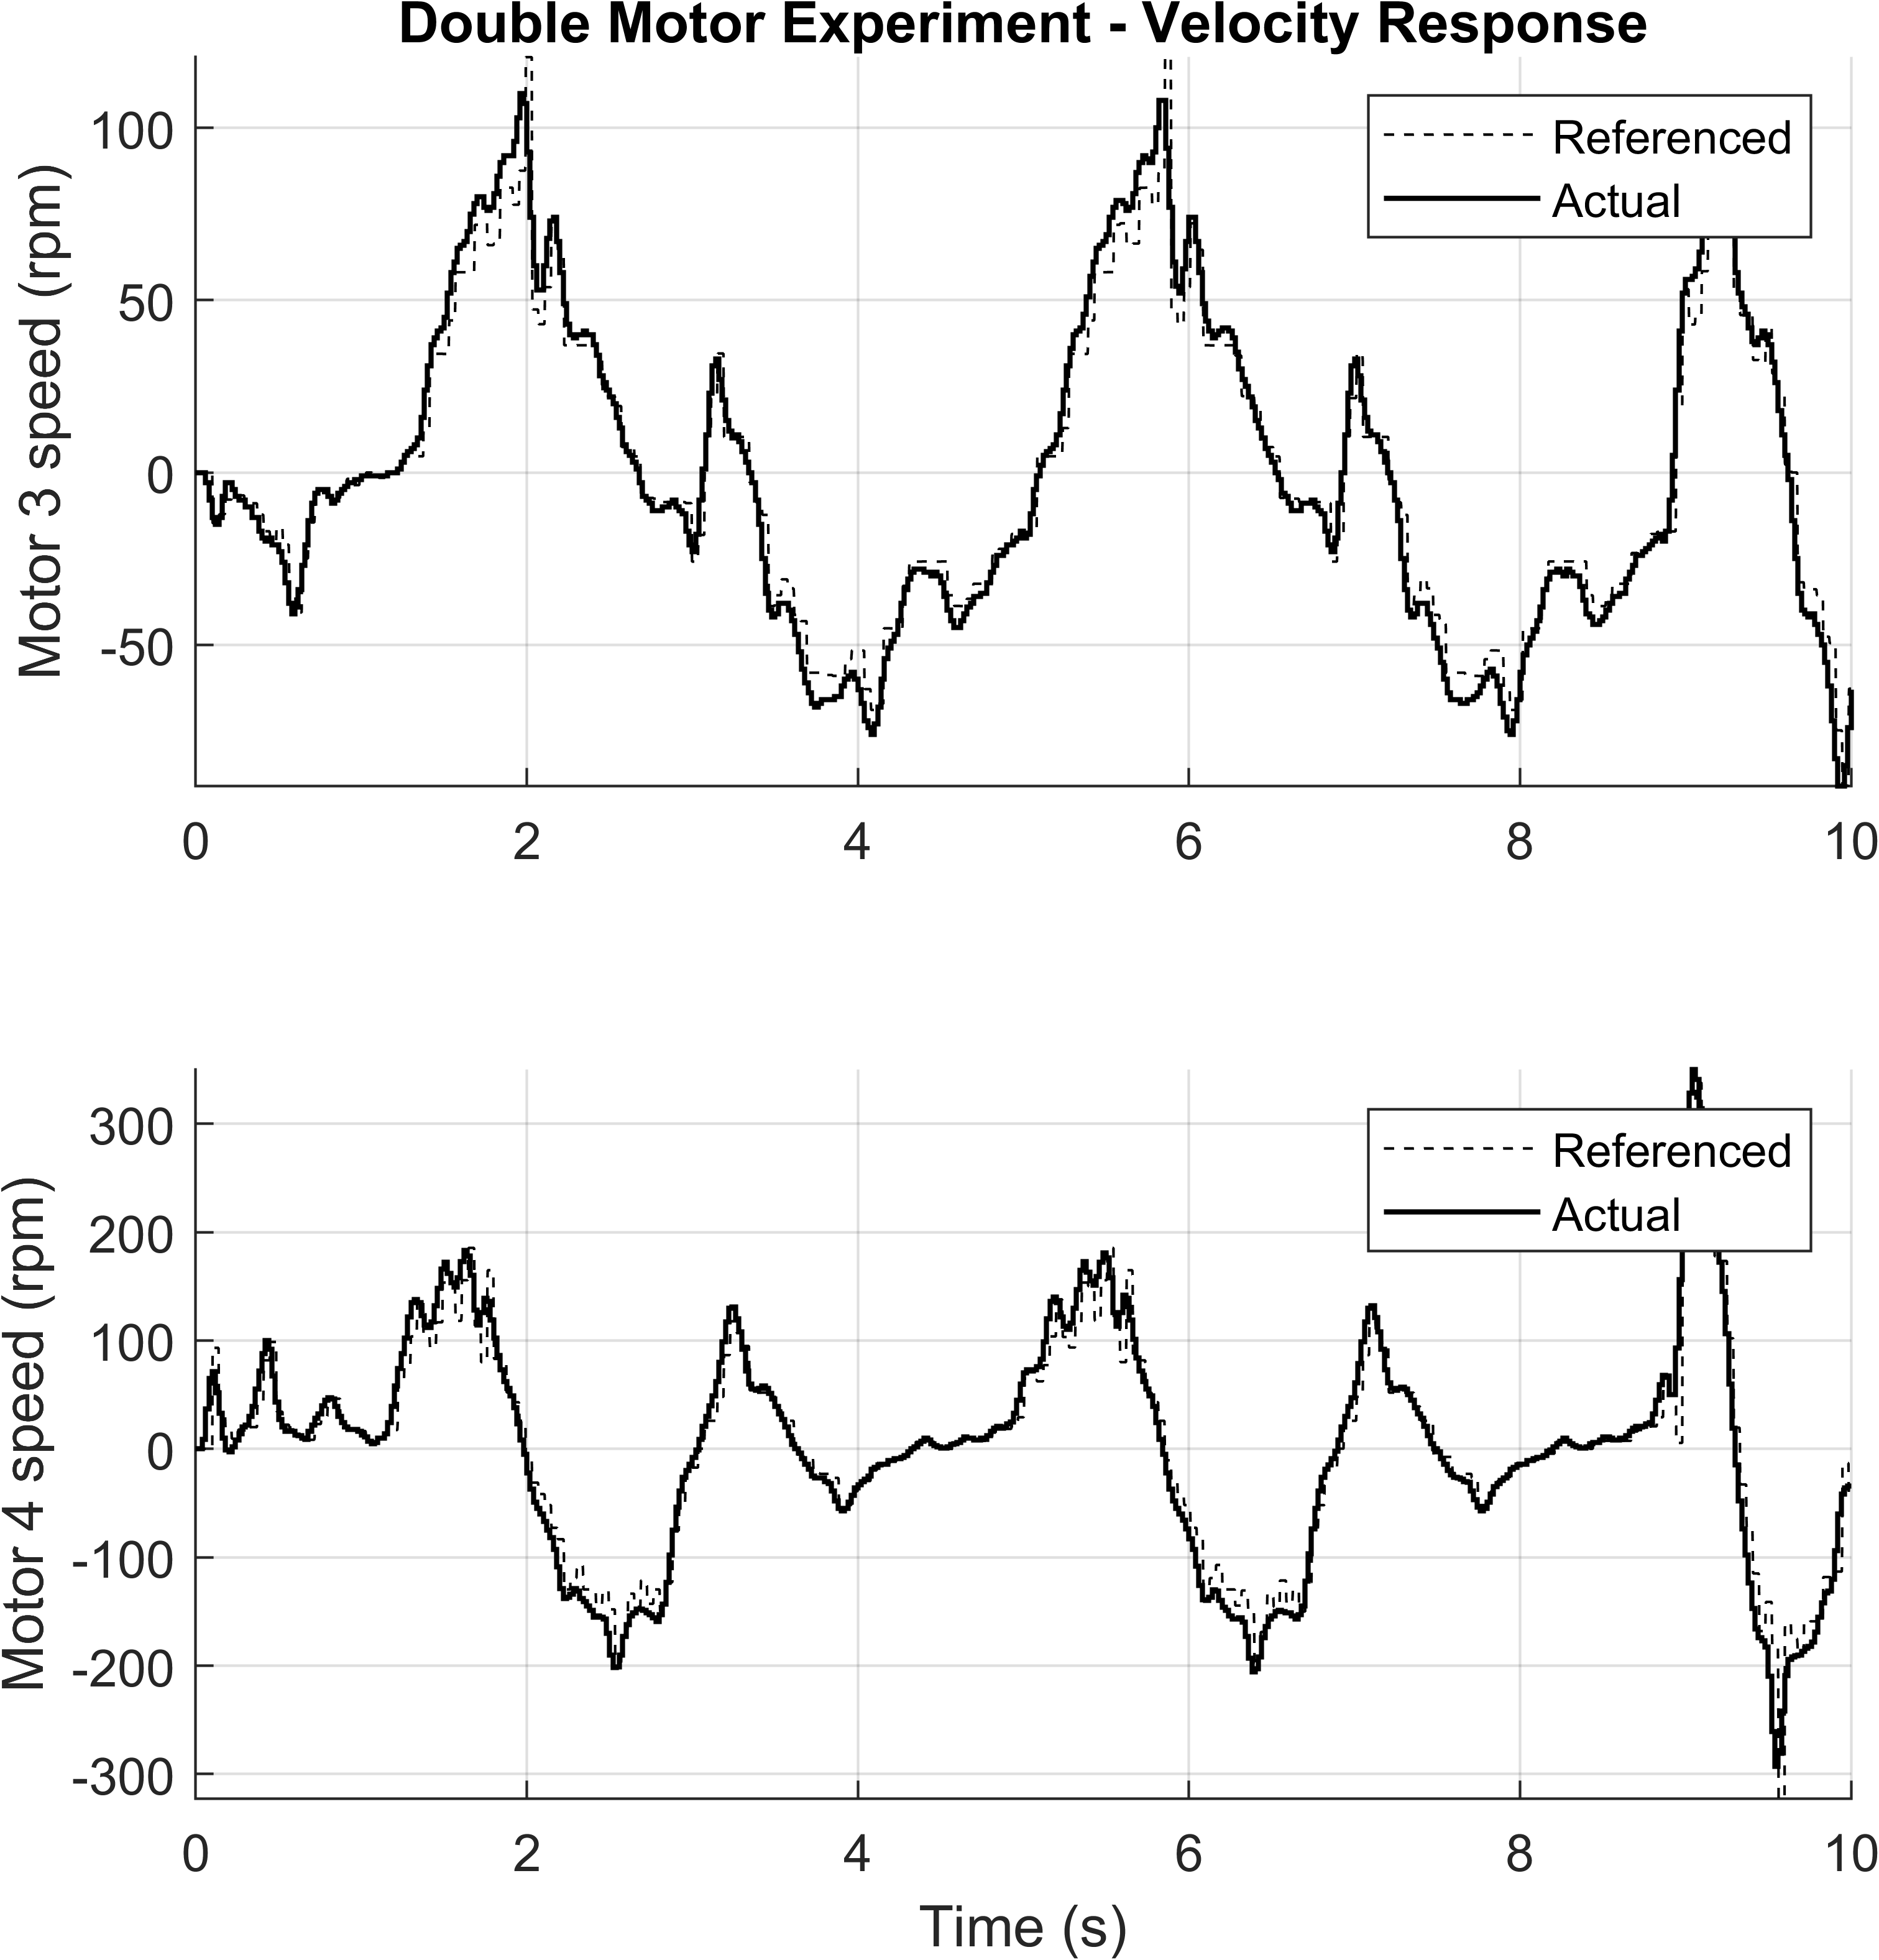 Double Motor Experiment - Velocity Response
Motor 3 speed (rpm)
100
50
0
-50
Referenced
Actual
0 2 4 6 8 10
Motor 4 speed (rpm)
300
200
100
0
-100
-200
-300
Referenced
Actual
0 2 4 6 8 10
Time (s)